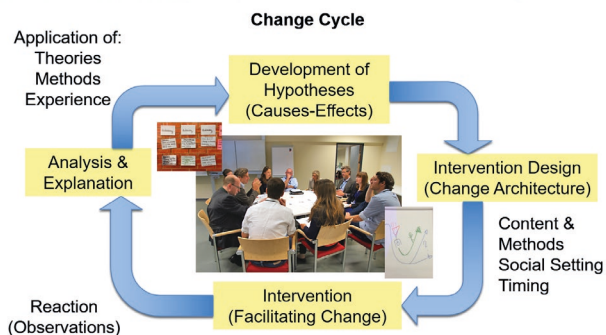 Change Cycle
Application of:
Theories
Methods
Experience
Development of
Hypotheses
(Causes-Effects)
Analysis &
Explanation
Intervention Design
(Change Architecture)
Content &
Methods
Social Setting
Timing
Intervention
(Facilitating Change)
Reaction
(Observations)